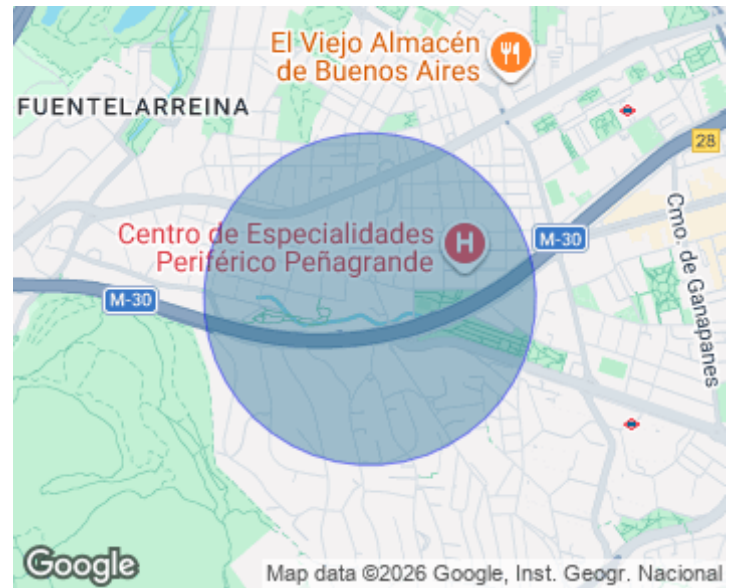 El Viejo Almacén
de Buenos Aires
FUENTELARREINA
28
Centro de Especialidades
Periférico Peñagrande
H
M-30
M-30
Cmo. de Ganapanes
Google
Map data ©2026 Google, Inst. Geogr. Nacional